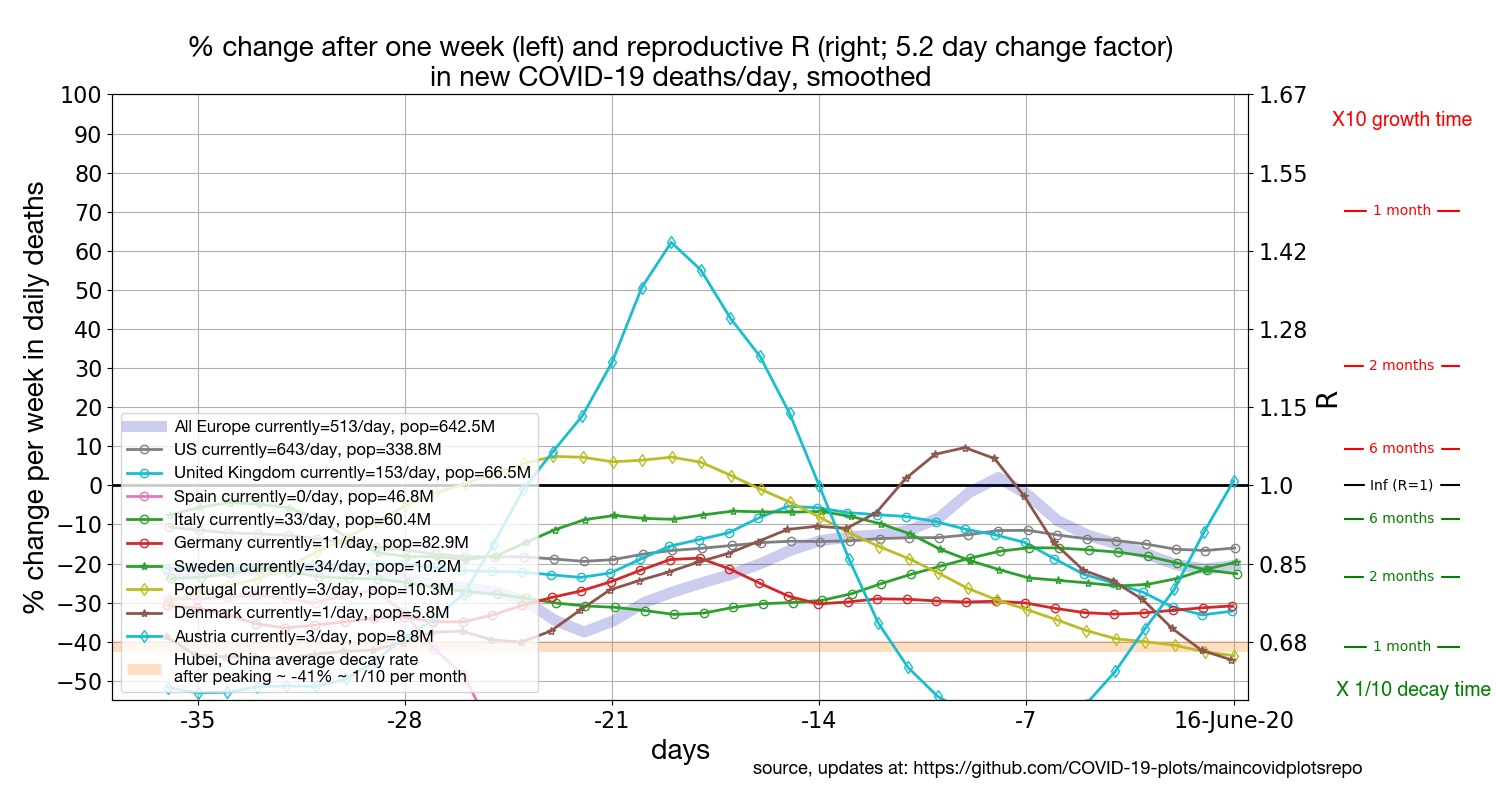 % change after one week (left) and reproductive R (right; 5.2 day change factor)
in new COVID-19 deaths/day, smoothed
% change per week in daily deaths
100
90
80
70
60
50
40
30
20
10
0
−10
−20
−30
−40
−50
All Europe currently=513/day, pop=642.5M
US currently=643/day, pop=338.8M
United Kingdom currently=153/day, pop=66.5M
Spain currently=0/day, pop=46.8M
Italy currently=33/day, pop=60.4M
Germany currently=11/day, pop=82.9M
Sweden currently=34/day, pop=10.2M
Portugal currently=3/day, pop=10.3M
Denmark currently=1/day, pop=5.8M
Austria currently=3/day, pop=8.8M
Hubei, China average decay rate
after peaking ~ -41% ~ 1/10 per month
-35
-28
-21
-14
-7
16-June-20
days
1.67
1.55
1.42
1.28
1.15
1.0
0.85
0.68
R
X10 growth time
1 month
2 months
6 months
Inf (R=1)
6 months
2 months
1 month
X 1/10 decay time
source, updates at: https://github.com/COVID-19-plots/maincovidplotsrepo